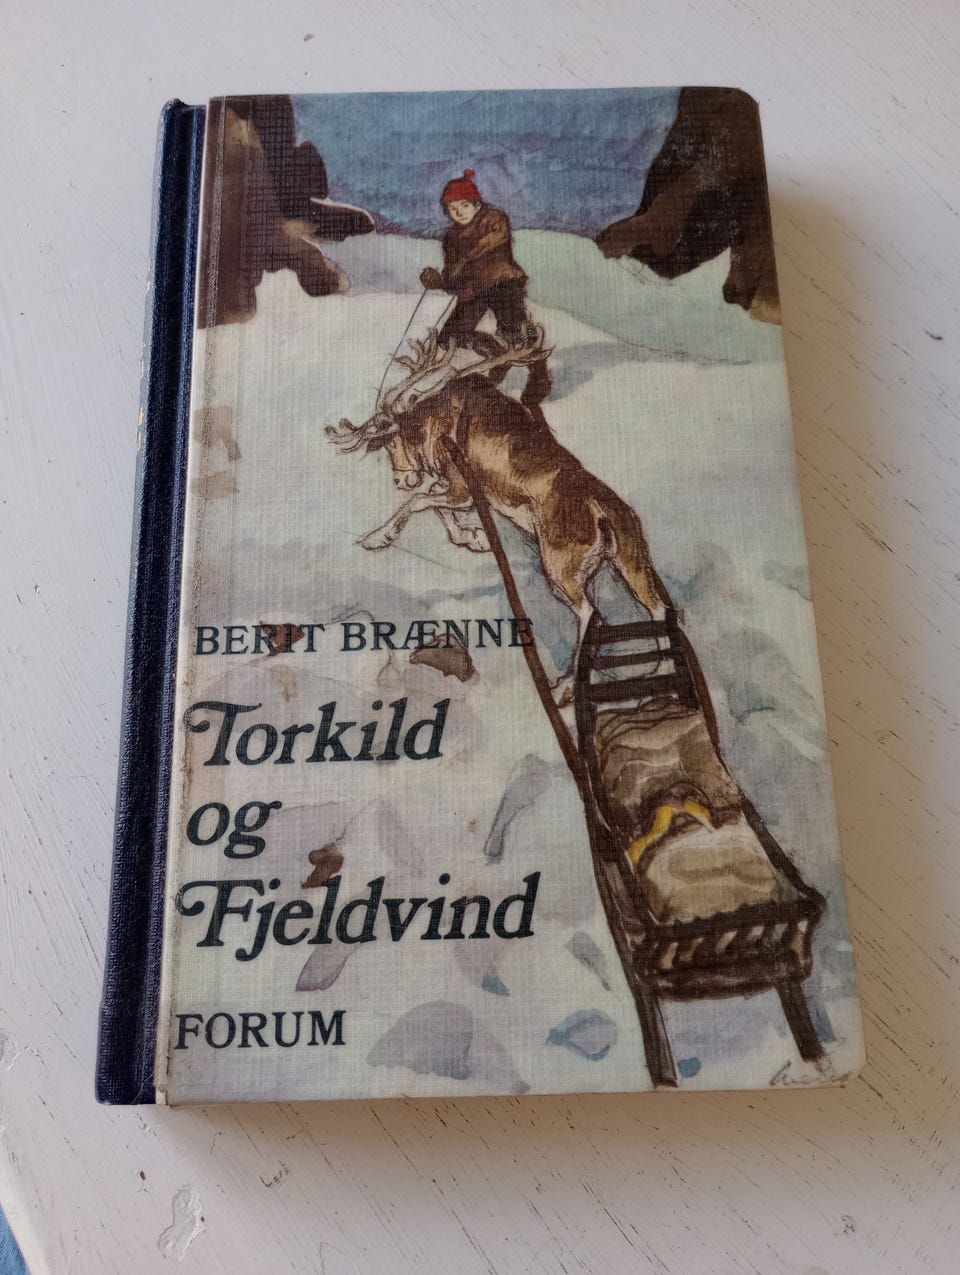 BERIT BRÆNNE
Torkild
og
Fjeldvind
FORUM